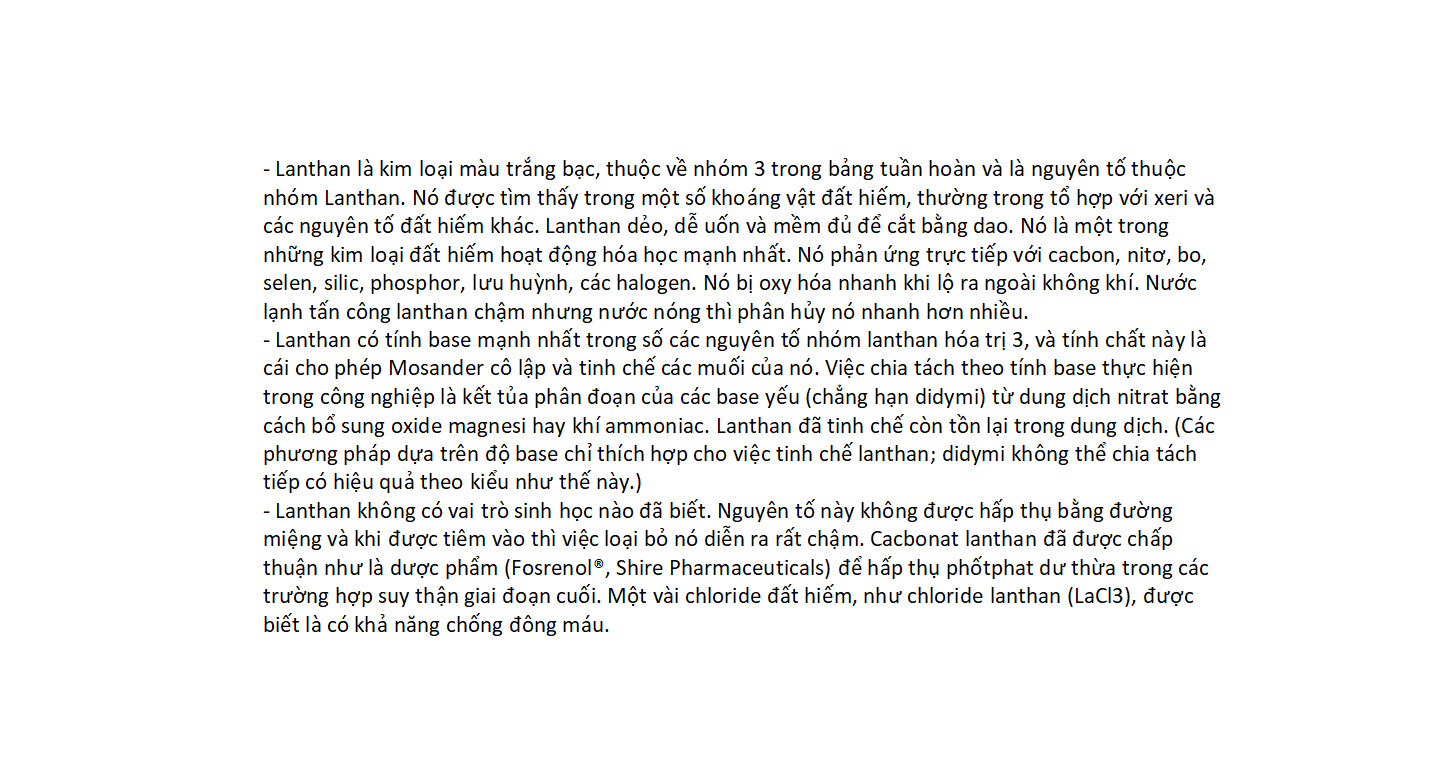 - Lanthan là kim loại màu trắng bạc, thuộc về nhóm 3 trong bảng tuần hoàn và là nguyên tố thuộc
nhóm Lanthan. Nó được tìm thấy trong một số khoáng vật đất hiếm, thường trong tổ hợp với xeri và
các nguyên tố đất hiếm khác. Lanthan dẻo, dễ uốn và mềm đủ để cắt bằng dao. Nó là một trong
những kim loại đất hiếm hoạt động hóa học mạnh nhất. Nó phản ứng trực tiếp với cacbon, nitơ, bo,
selen, silic, phosphor, lưu huỳnh, các halogen. Nó bị oxy hóa nhanh khi lộ ra ngoài không khí. Nước
lạnh tấn công lanthan chậm nhưng nước nóng thì phân hủy nó nhanh hơn nhiều.
- Lanthan có tính base mạnh nhất trong số các nguyên tố nhóm lanthan hóa trị 3, và tính chất này là
cái cho phép Mosander cô lập và tinh chế các muối của nó. Việc chia tách theo tính base thực hiện
trong công nghiệp là kết tủa phân đoạn của các base yếu (chẳng hạn didymi) từ dung dịch nitrat bằng
cách bổ sung oxide magnesi hay khí ammoniac. Lanthan đã tinh chế còn tồn lại trong dung dịch. (Các
phương pháp dựa trên độ base chỉ thích hợp cho việc tinh chế lanthan; didymi không thể chia tách
tiếp có hiệu quả theo kiểu như thế này.)
- Lanthan không có vai trò sinh học nào đã biết. Nguyên tố này không được hấp thụ bằng đường
miệng và khi được tiêm vào thì việc loại bỏ nó diễn ra rất chậm. Cacbonat lanthan đã được chấp
thuận như là dược phẩm (Fosrenol®, Shire Pharmaceuticals) để hấp thụ phốtphat dư thừa trong các
trường hợp suy thận giai đoạn cuối. Một vài chloride đất hiếm, như chloride lanthan (LaCl3), được
biết là có khả năng chống đông máu.